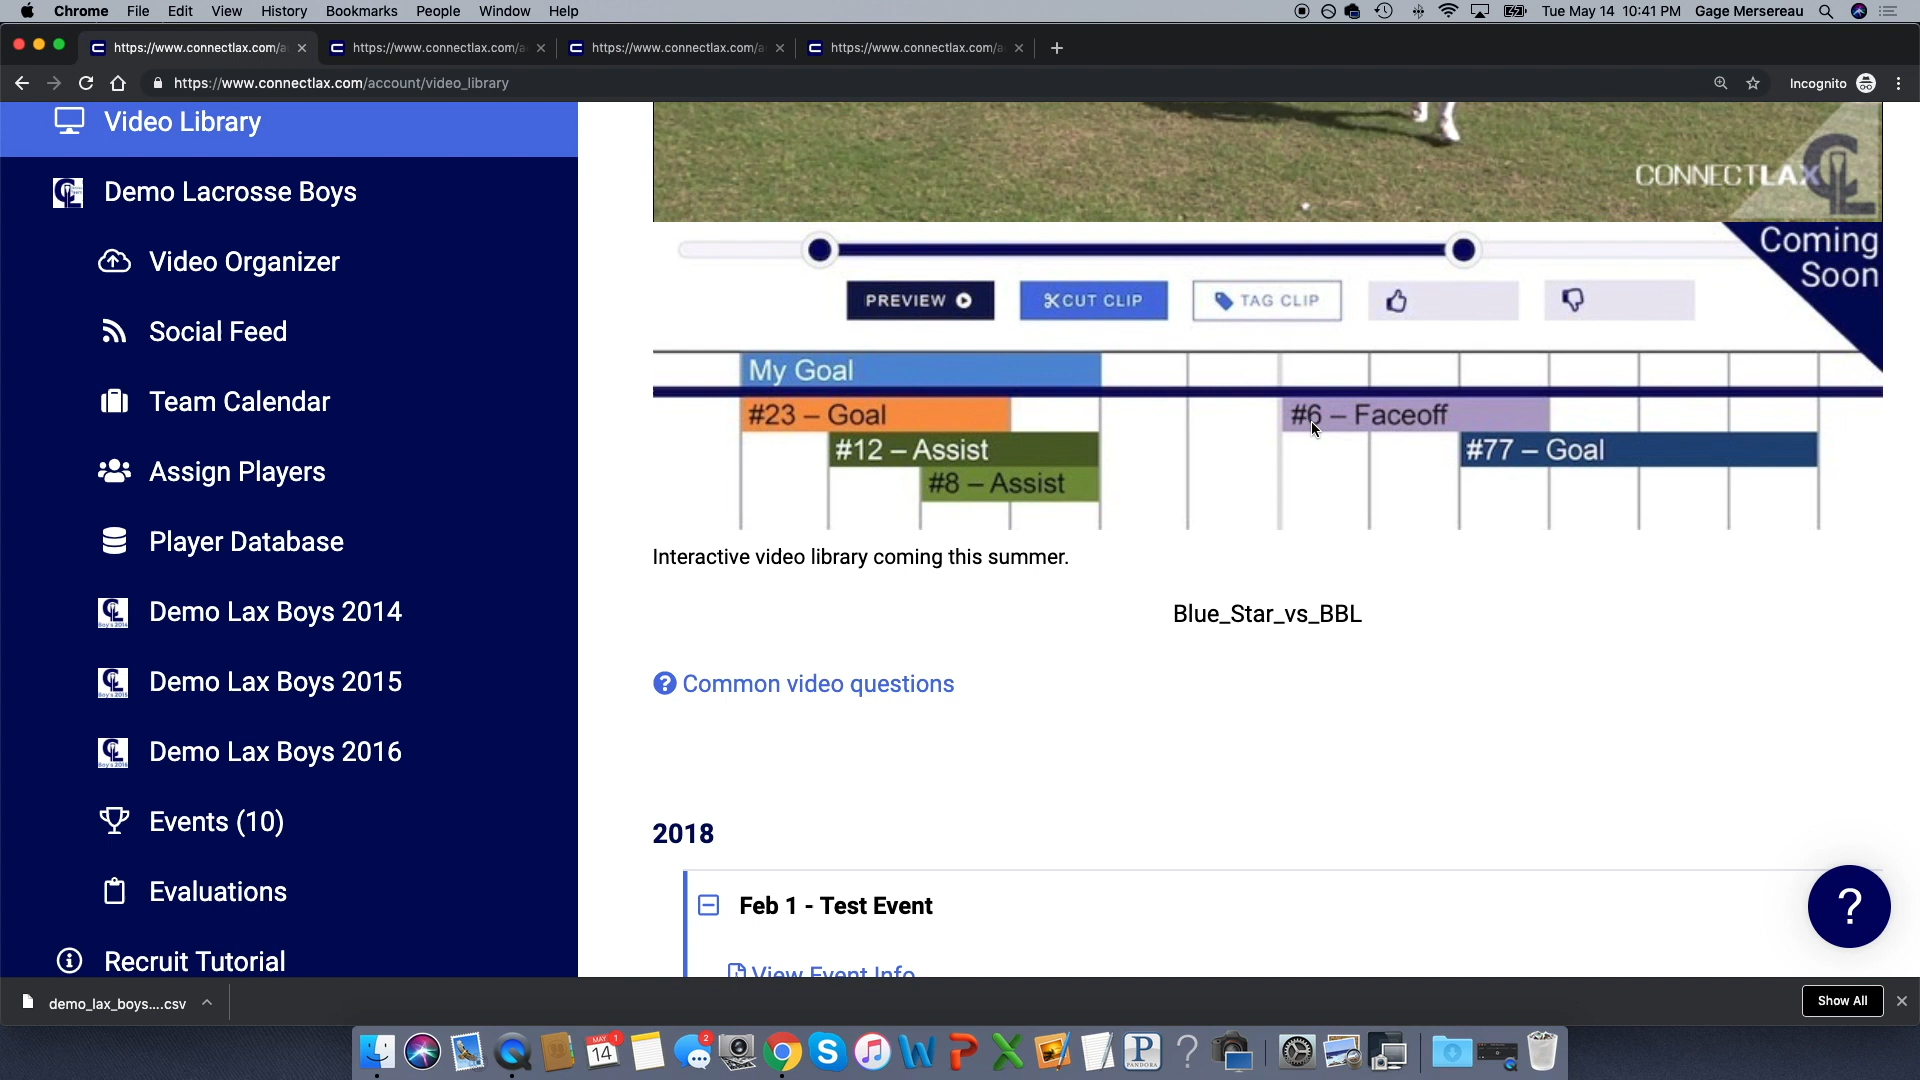 Chrome File Edit View History Bookmarks People Window Help Tue May 14 10:41 PM Gage Mersereau
https://www.connectlax.com/a https://www.connectlax.com/a https://www.connectlax.com/a https://www.connectlax.com/a
https://www.connectlax.com/account/video_library Incognito
Video Library
Demo Lacrosse Boys
Video Organizer
Social Feed
Team Calendar
Assign Players
Player Database
Demo Lax Boys 2014
Demo Lax Boys 2015
Demo Lax Boys 2016
Events (10)
Evaluations
Recruit Tutorial
CONNECTLAX
Coming
Soon
PREVIEW CUT CLIP TAG CLIP
My Goal
#23 – Goal #6 – Faceoff
#12 – Assist #77 – Goal
#8 – Assist
Interactive video library coming this summer.
Blue_Star_vs_BBL
? Common video questions
2018
Feb 1 - Test Event
View Event Info
?
demo_lax_boys....csv Show All
MAY 14 1 2 PANDORA